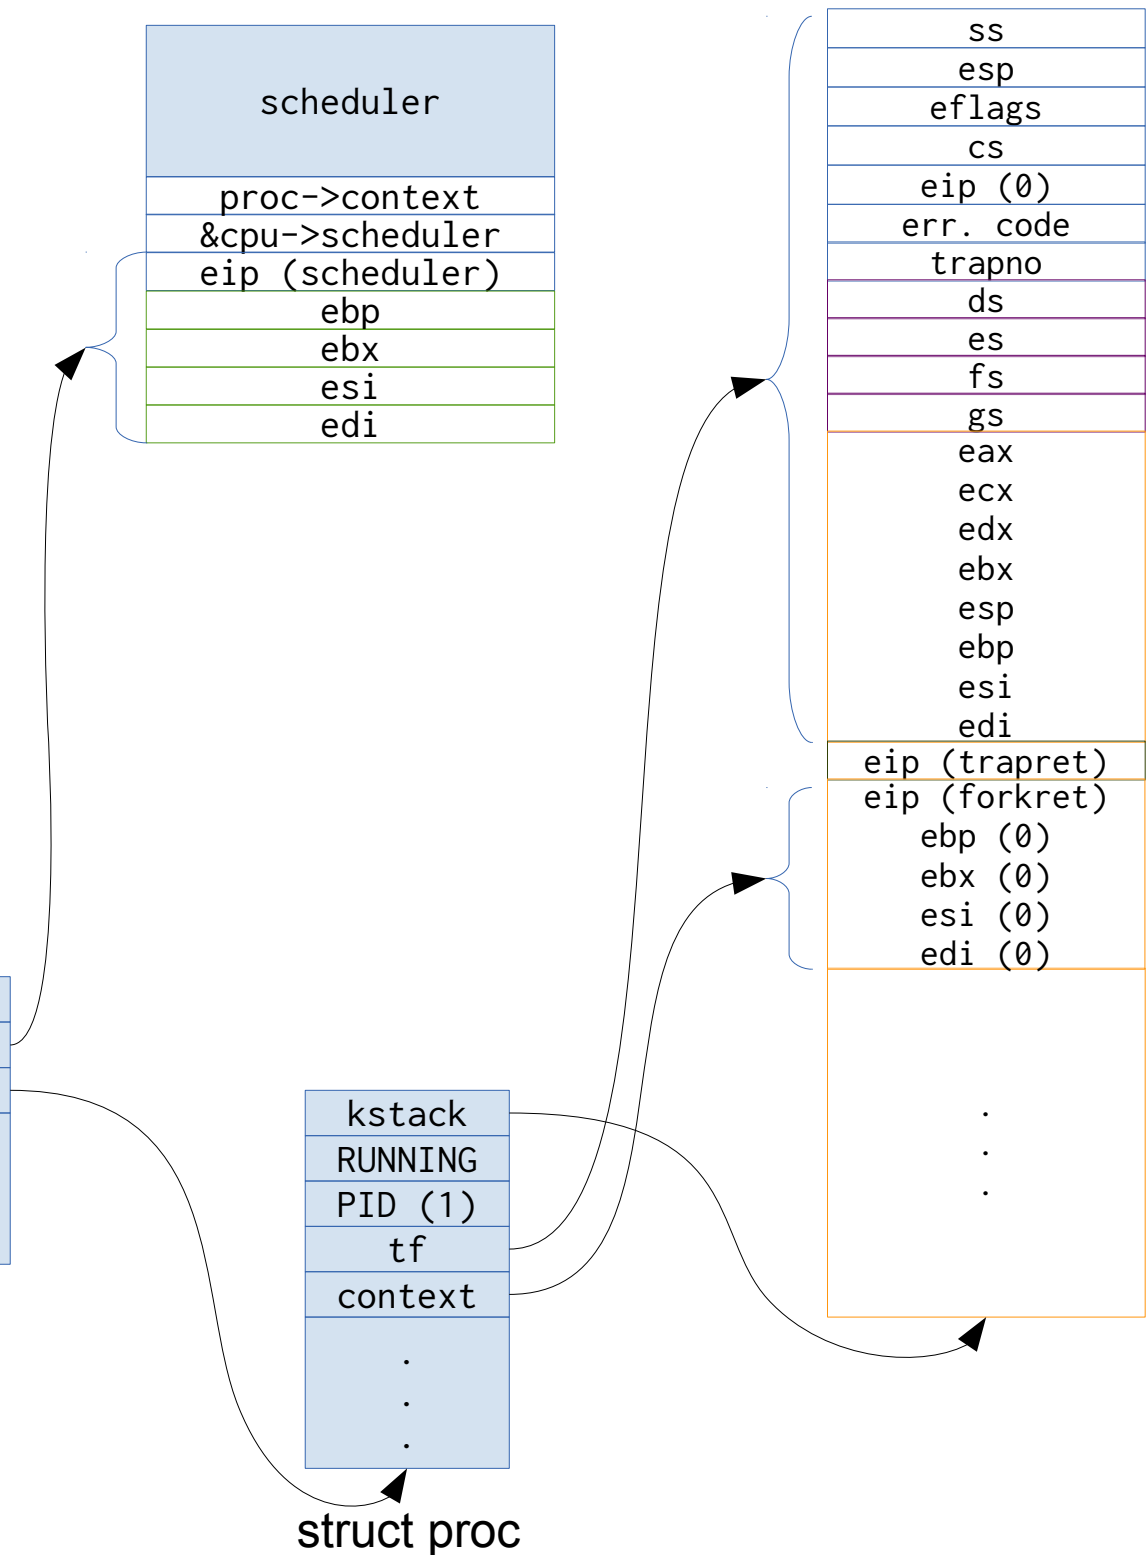 scheduler
proc->context
&cpu->scheduler
eip (scheduler)
ebp
ebx
esi
edi
ss
esp
eflags
cs
eip (0)
err. code
trapno
ds
es
fs
gs
eax
ecx
edx
ebx
esp
ebp
esi
edi
eip (trapret)
eip (forkret)
ebp (0)
ebx (0)
esi (0)
edi (0)
.
.
.
kstack
RUNNING
PID (1)
tf
context
.
.
.
struct proc